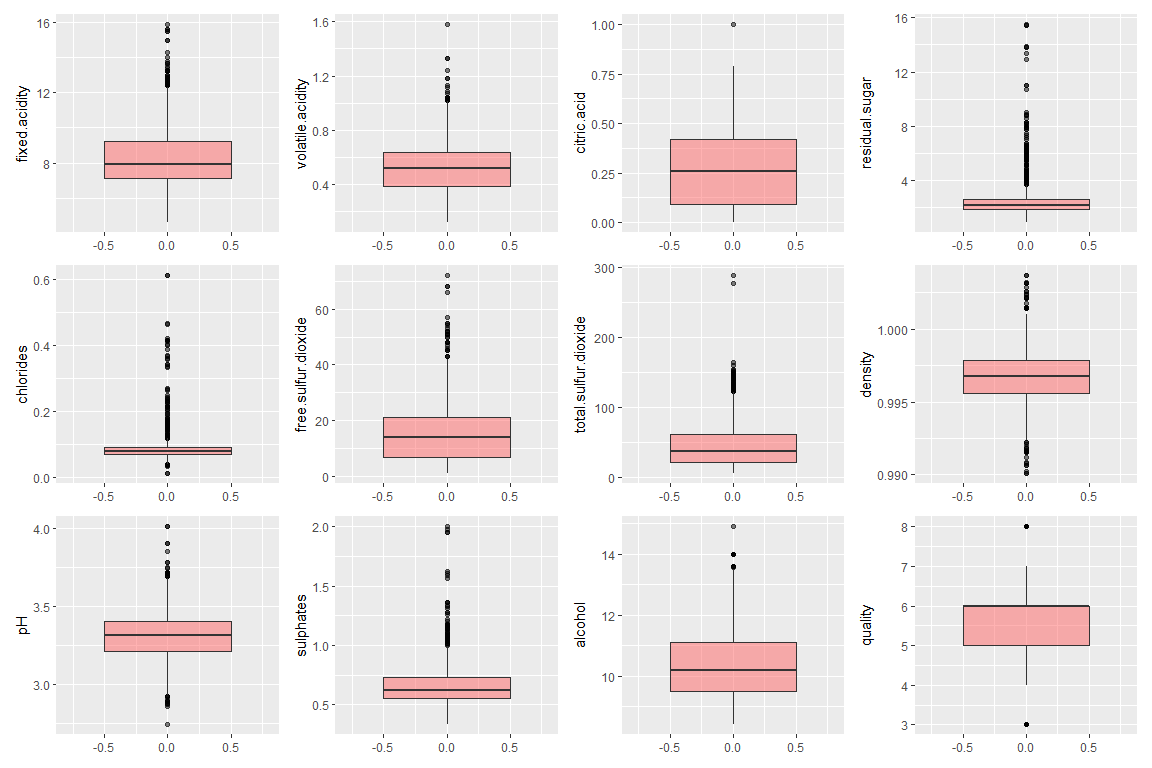 fixed.acidity
16
12
8
-0.5 0.0 0.5
volatile.acidity
1.6
1.2
0.8
0.4
-0.5 0.0 0.5
citric.acid
1.00
0.75
0.50
0.25
0.00
-0.5 0.0 0.5
residual.sugar
16
12
8
4
-0.5 0.0 0.5
chlorides
0.6
0.4
0.2
0.0
-0.5 0.0 0.5
free.sulfur.dioxide
60
40
20
0
-0.5 0.0 0.5
total.sulfur.dioxide
300
200
100
0
-0.5 0.0 0.5
density
1.000
0.995
0.990
-0.5 0.0 0.5
pH
4.0
3.5
3.0
-0.5 0.0 0.5
sulphates
2.0
1.5
1.0
0.5
-0.5 0.0 0.5
alcohol
14
12
10
-0.5 0.0 0.5
quality
8
7
6
5
4
3
-0.5 0.0 0.5